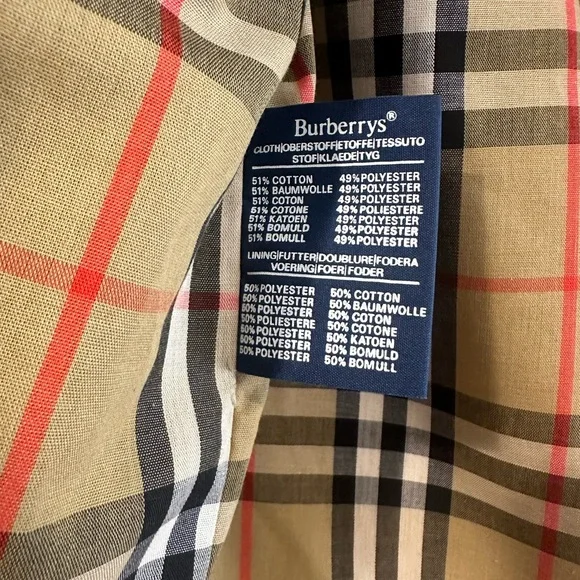 Burberrys®
CLOTH|OBERSTOFF|ETOFFE|TESSUTO
STOF|KLAEDE|TYG
51% COTTON 49% POLYESTER
51% BAUMWOLLE 49% POLYESTER
51% COTON 49% POLYESTER
51% COTONE 49% POLIESTERE
51% KATOEN 49% POLYESTER
51% BOMULD 49% POLYESTER
51% BOMULL 49% POLYESTER
LINING|FUTTER|DOUBLURE|FODERA
VOERING|FOER|FODER
50% POLYESTER 50% COTTON
50% POLYESTER 50% BAUMWOLLE
50% POLYESTER 50% COTON
50% POLIESTERE 50% COTONE
50% POLYESTER 50% KATOEN
50% POLYESTER 50% BOMULD
50% POLYESTER 50% BOMULL